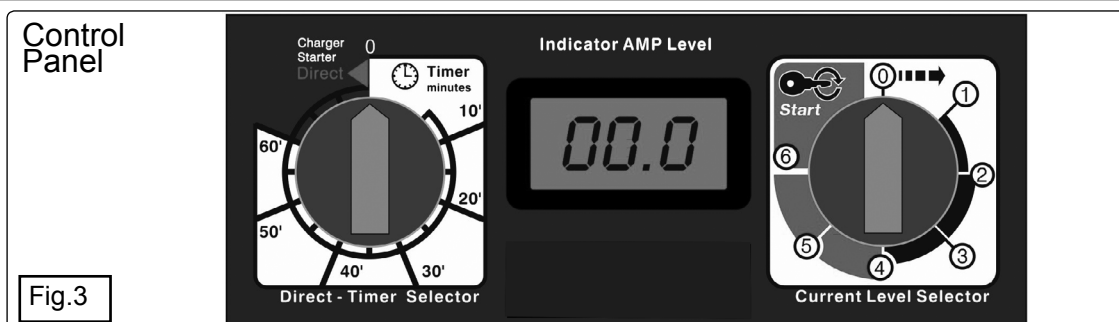 Control
Panel
Charger
Starter
Direct
0
Timer
minutes
10'
20'
30'
40'
50'
60'
Direct - Timer Selector
Indicator AMP Level
00.0
Start
0
1
2
3
4
5
6
Current Level Selector
Fig.3